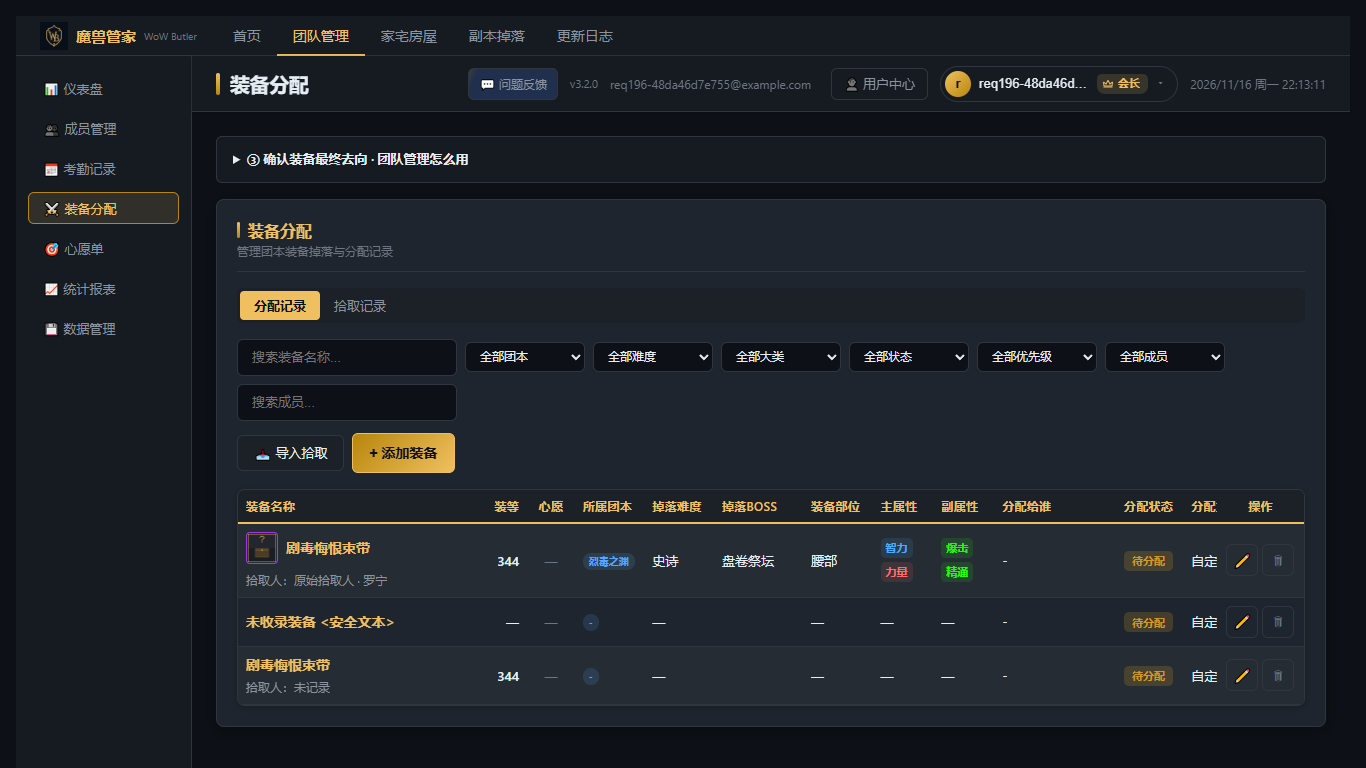 魔兽管家 WoW Butler 首页 团队管理 家宅房屋 副本掉落 更新日志
仪表盘
成员管理
考勤记录
装备分配
心愿单
统计报表
数据管理
装备分配 问题反馈 v3.2.0 req196-48da46d7e755@example.com 用户中心 r req196-48da46d... 会长 2026/11/16 周一 22:13:11
③ 确认装备最终去向 · 团队管理怎么用
装备分配
管理团本装备掉落与分配记录
分配记录 拾取记录
搜索装备名称... 全部团本 全部难度 全部大类 全部状态 全部优先级 全部成员
搜索成员...
导入拾取 + 添加装备
装备名称 装等 心愿 所属团本 掉落难度 掉落BOSS 装备部位 主属性 副属性 分配给谁 分配状态 分配 操作
剧毒悔恨束带 344 — 烈毒之渊 史诗 盘卷祭坛 腰部 智力 力量 爆击 精通 - 待分配 自定
拾取人：原始拾取人 · 罗宁
未收录装备 <安全文本> — — - — — — — - 待分配 自定
剧毒悔恨束带 344 — - — — — — - 待分配 自定
拾取人：未记录